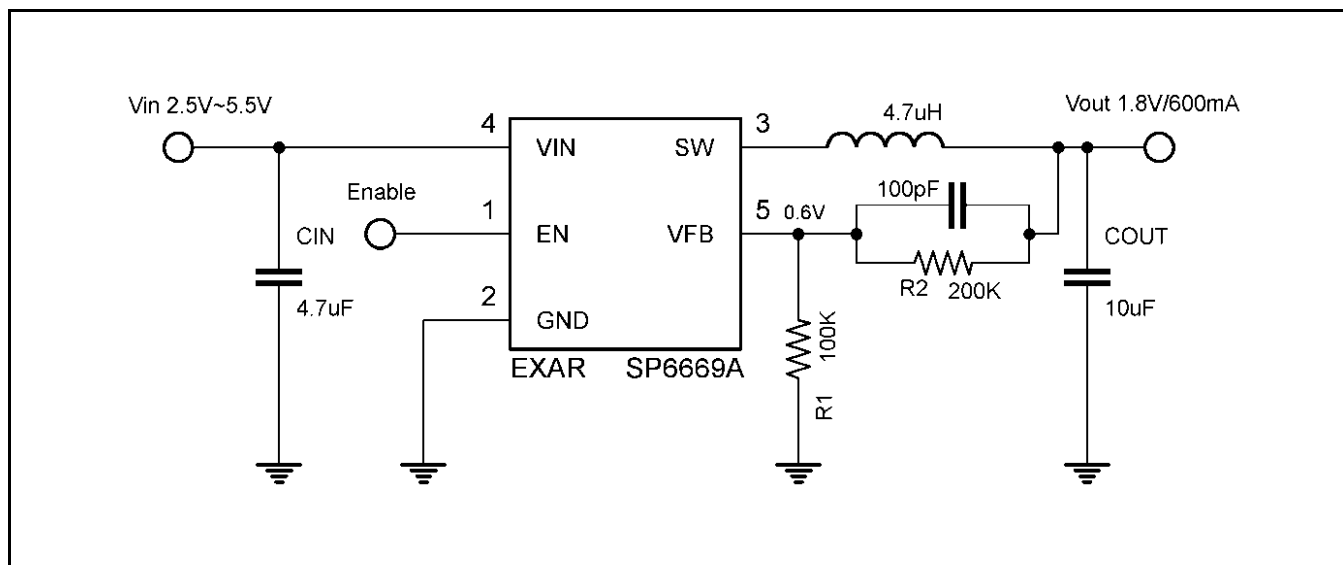 Vin 2.5V~5.5V
4
VIN
SW
3
4.7uH
Vout 1.8V/600mA
Enable
1
EN
VFB
5
0.6V
100pF
R2
200K
CIN
4.7uF
2
GND
EXAR
SP6669A
100K
R1
COUT
10uF